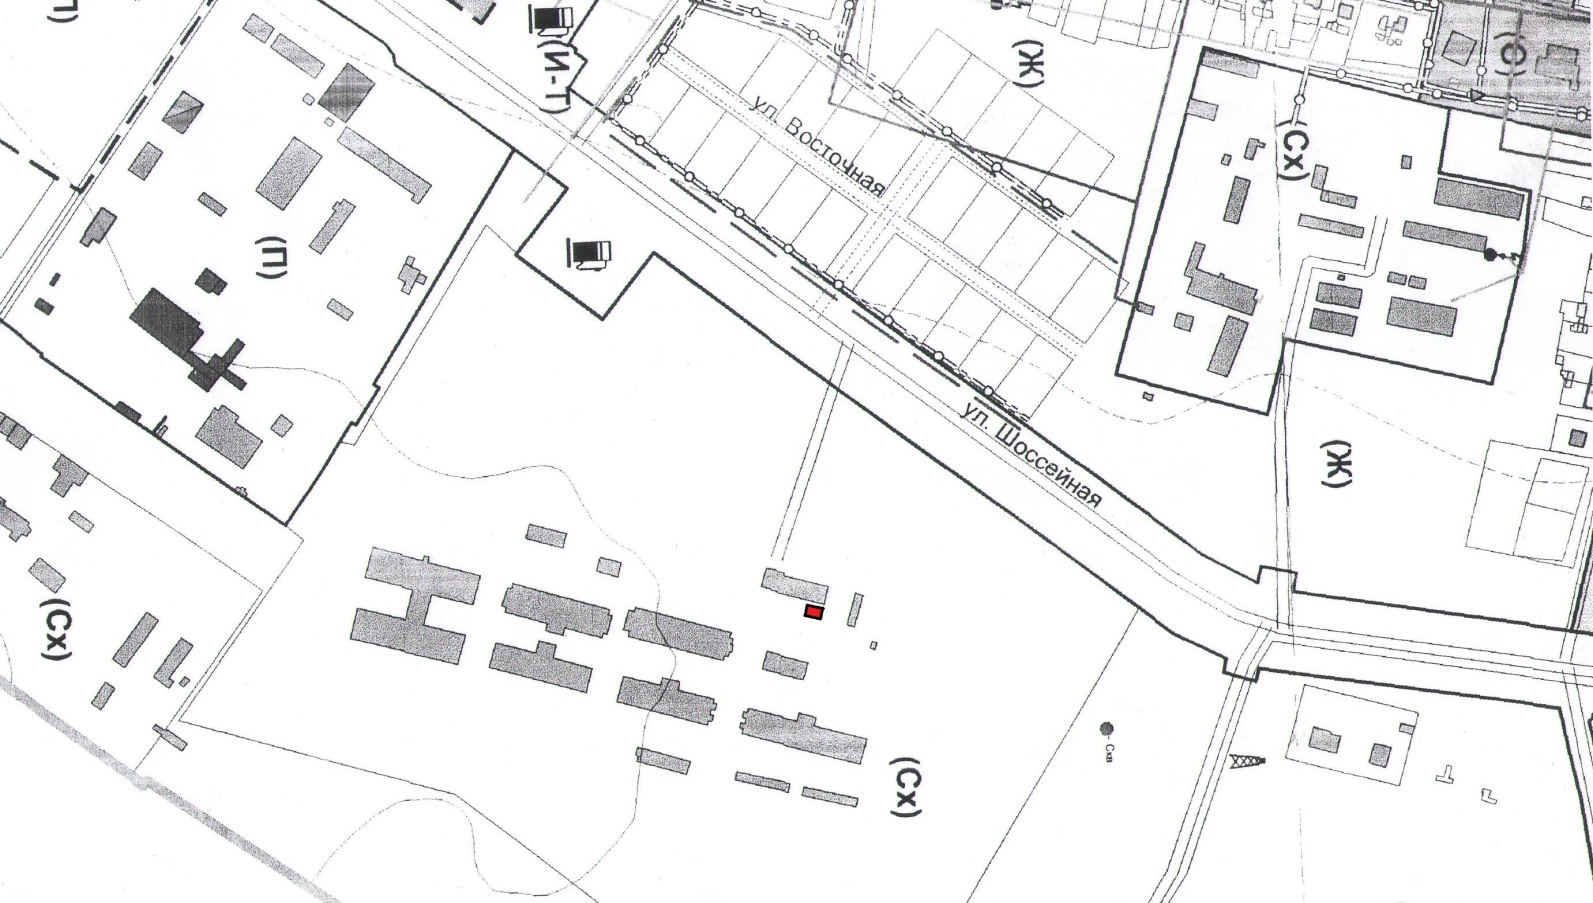 (И-Т)
(Ж)
(С)
ул. Восточная
(Сх)
(П)
ул. Шоссейная
(Ж)
(Сх)
Скв
(Сх)